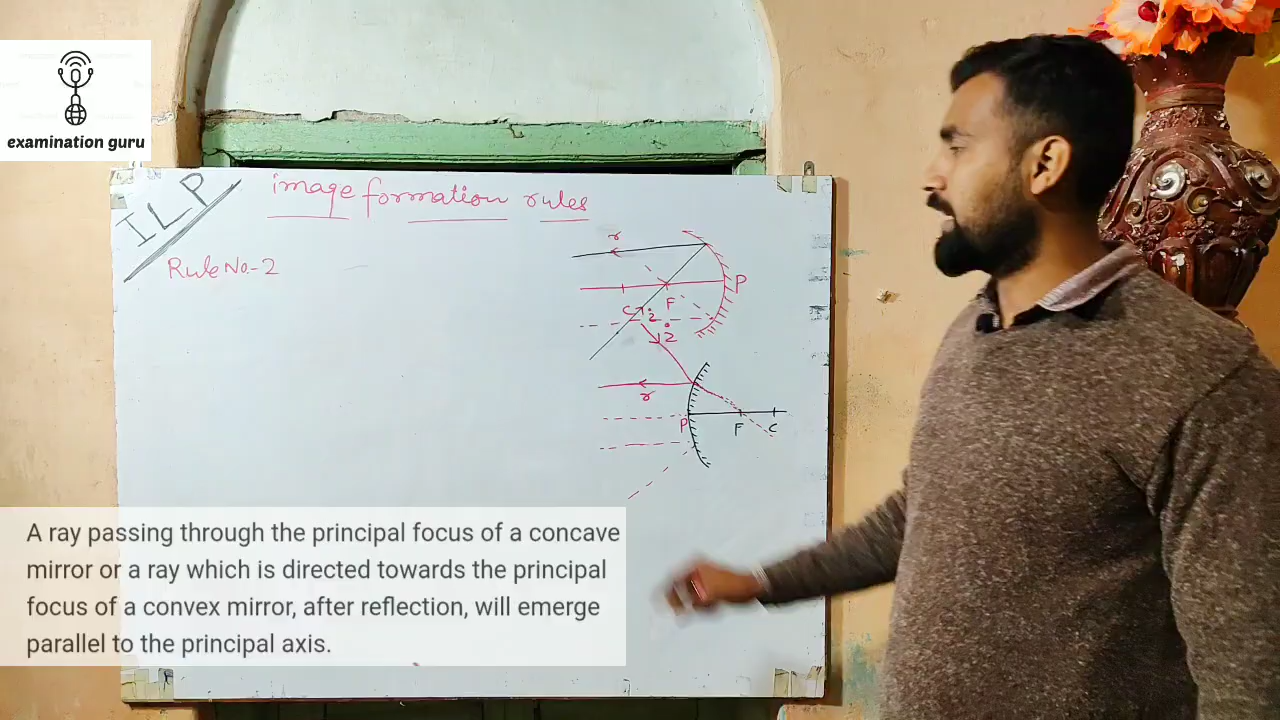 examination guru
ILP
image formation rules
Rule No.-2
r
P
C
F
i
i
r
P
F
C
A ray passing through the principal focus of a concave
mirror or a ray which is directed towards the principal
focus of a convex mirror, after reflection, will emerge
parallel to the principal axis.